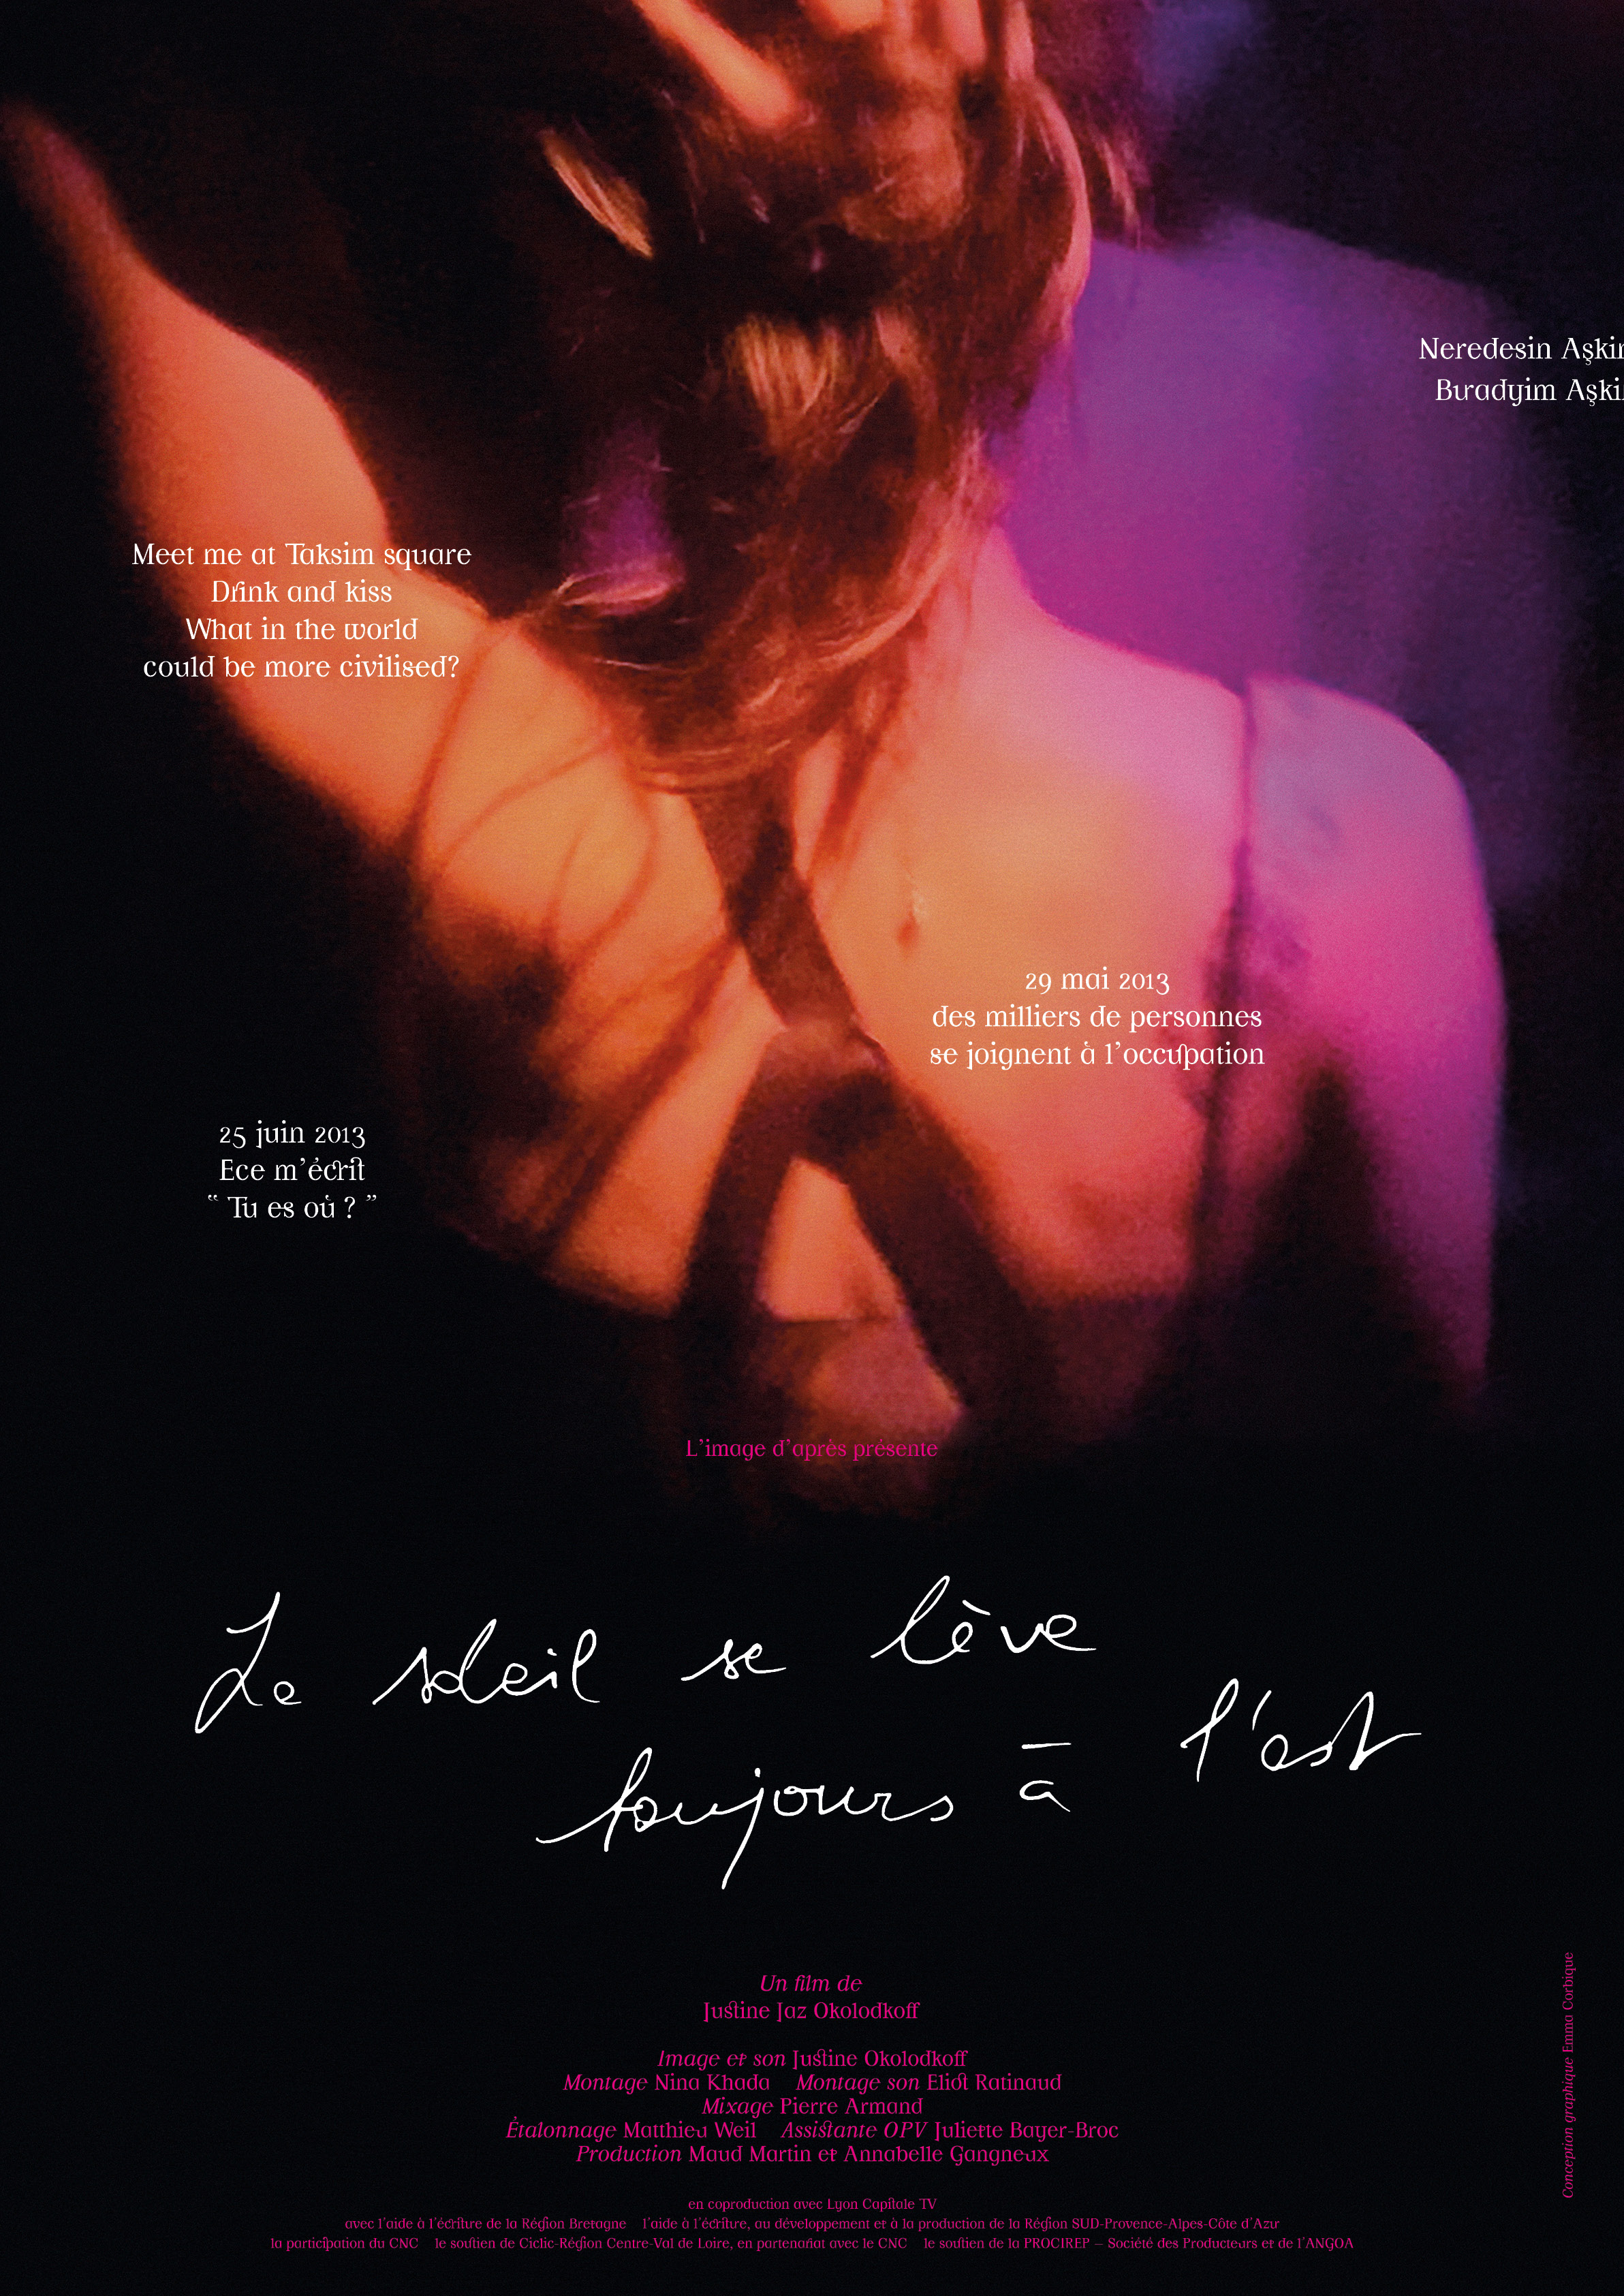 Neredesin Aşkım
Buradyim Aşkı
Meet me at Taksim square
Drink and kiss
What in the world
could be more civilised?
29 mai 2013
des milliers de personnes
se joignent à l'occupation
25 juin 2013
Ece m'écrit
“ Tu es où ? ”
L'image d'après présente
Le soleil se lève
toujours à l'est
Un film de
Justine Jaz Okolodkoff
Image et son Justine Okolodkoff
Montage Nina Khada Montage son Eliot Ratinaud
Mixage Pierre Armand
Étalonnage Matthieu Weil Assistante OPV Juliette Bayer-Broc
Production Maud Martin et Annabelle Gangneux
en coproduction avec Lyon Capitale TV
avec l'aide à l'écriture de la Région Bretagne l'aide à l'écriture, au développement et à la production de la Région SUD-Provence-Alpes-Côte d'Azur
la participation du CNC le soutien de Ciclic-Région Centre-Val de Loire, en partenariat avec le CNC le soutien de la PROCIREP – Société des Producteurs et de l'ANGOA
Conception graphique Emma Corbique